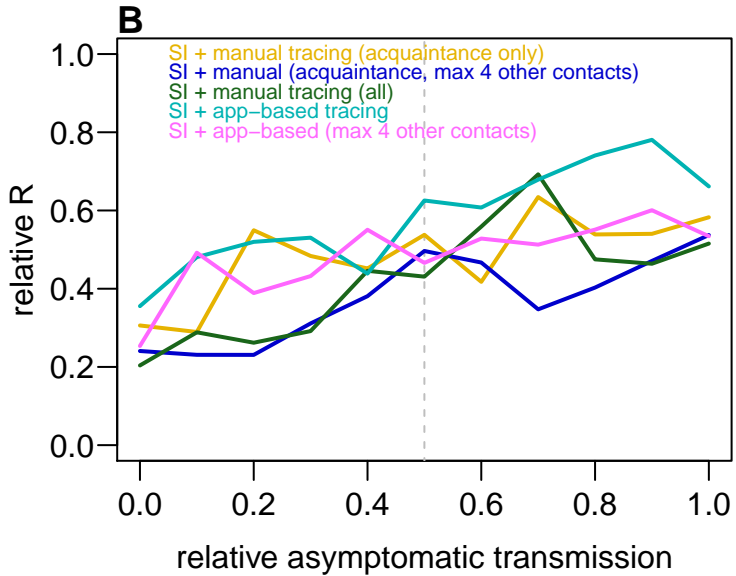 B
SI + manual tracing (acquaintance only)
SI + manual (acquaintance, max 4 other contacts)
SI + manual tracing (all)
SI + app−based tracing
SI + app−based (max 4 other contacts)
relative R
1.0
0.8
0.6
0.4
0.2
0.0
0.0 0.2 0.4 0.6 0.8 1.0
relative asymptomatic transmission